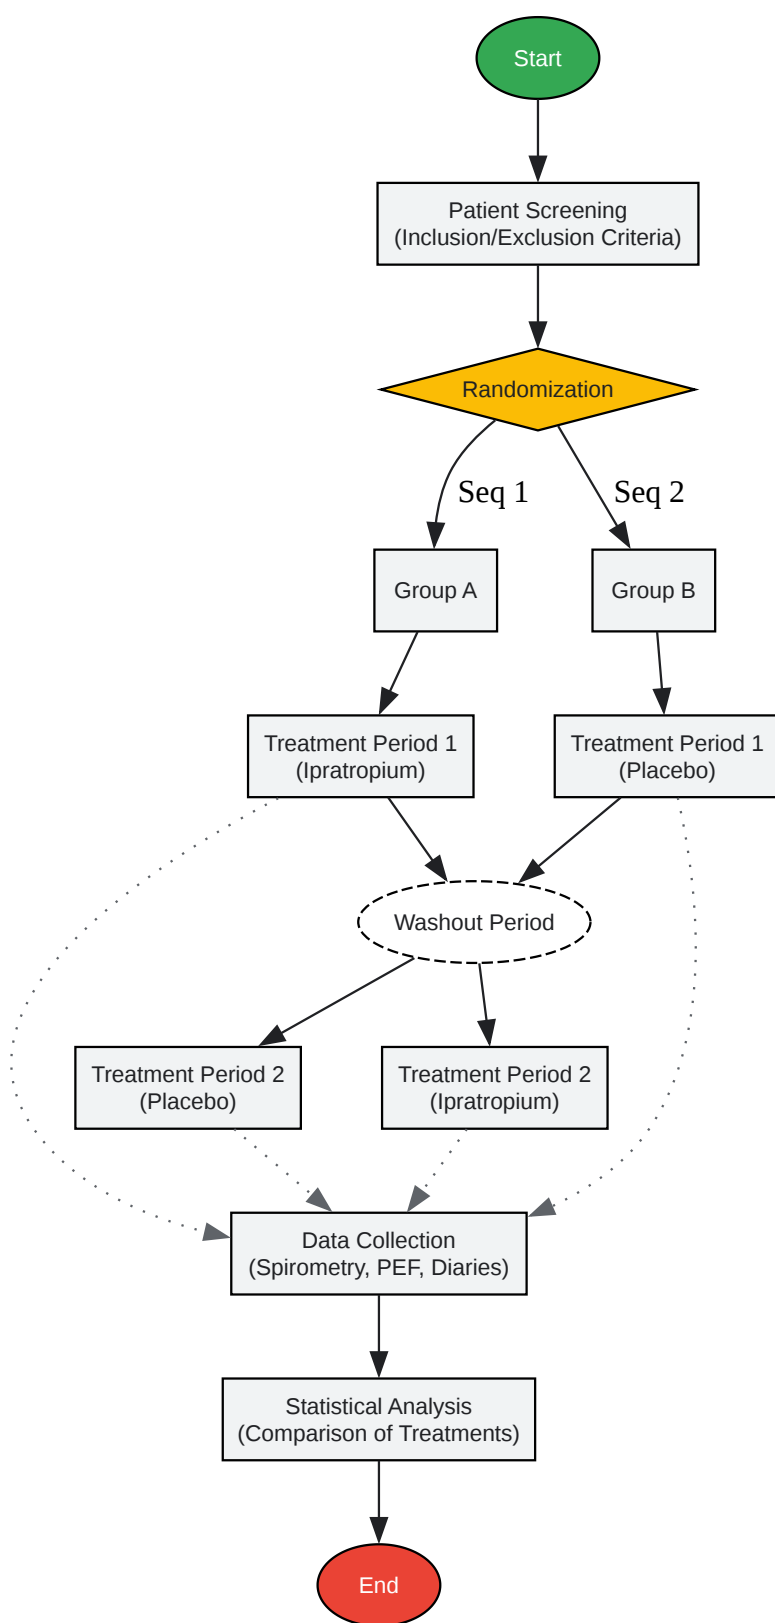 Start
Patient Screening
(Inclusion/Exclusion Criteria)
Randomization
Seq 1
Seq 2
Group A
Group B
Treatment Period 1
(Ipratropium)
Treatment Period 1
(Placebo)
Washout Period
Treatment Period 2
(Placebo)
Treatment Period 2
(Ipratropium)
Data Collection
(Spirometry, PEF, Diaries)
Statistical Analysis
(Comparison of Treatments)
End